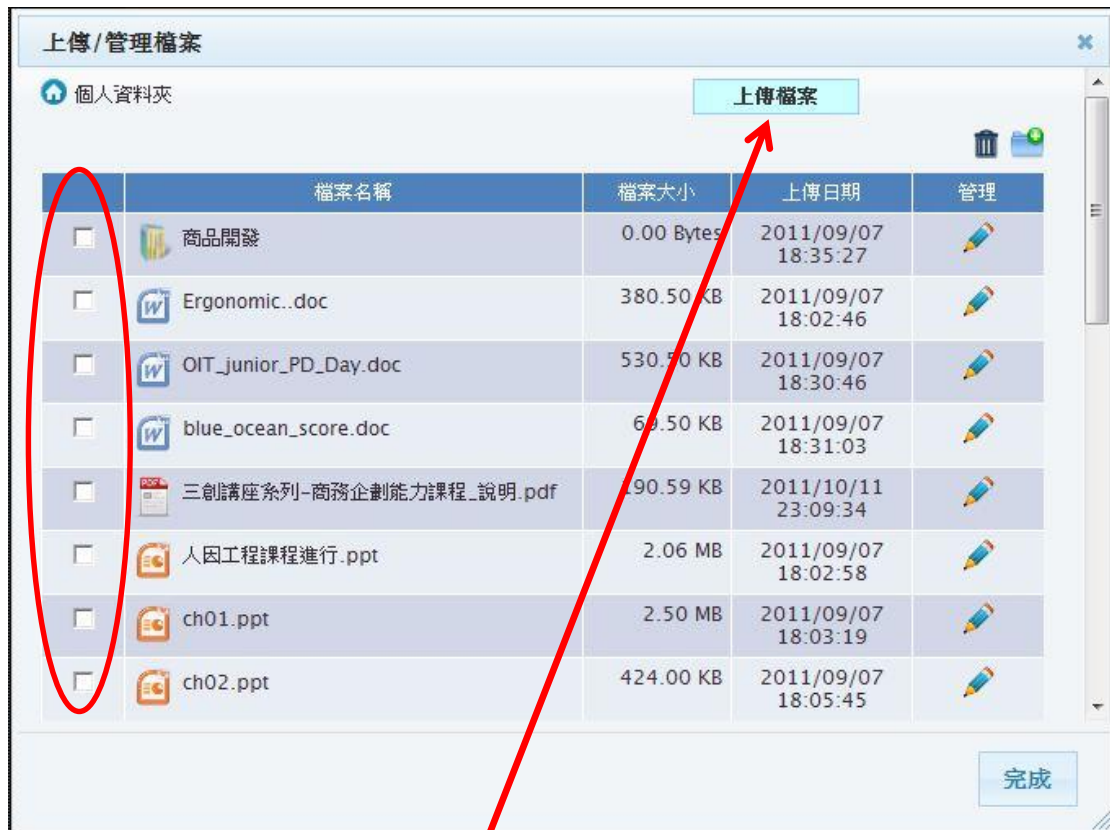 上傳/管理檔案
個人資料夾
上傳檔案
檔案名稱 檔案大小 上傳日期 管理
商品開發 0.00 Bytes 2011/09/07
18:35:27
Ergonomic..doc 380.50 KB 2011/09/07
18:02:46
OIT_junior_PD_Day.doc 530.50 KB 2011/09/07
18:30:46
blue_ocean_score.doc 69.50 KB 2011/09/07
18:31:03
三創講座系列-商務企劃能力課程_說明.pdf 190.59 KB 2011/10/11
23:09:34
人因工程課程進行.ppt 2.06 MB 2011/09/07
18:02:58
ch01.ppt 2.50 MB 2011/09/07
18:03:19
ch02.ppt 424.00 KB 2011/09/07
18:05:45
完成